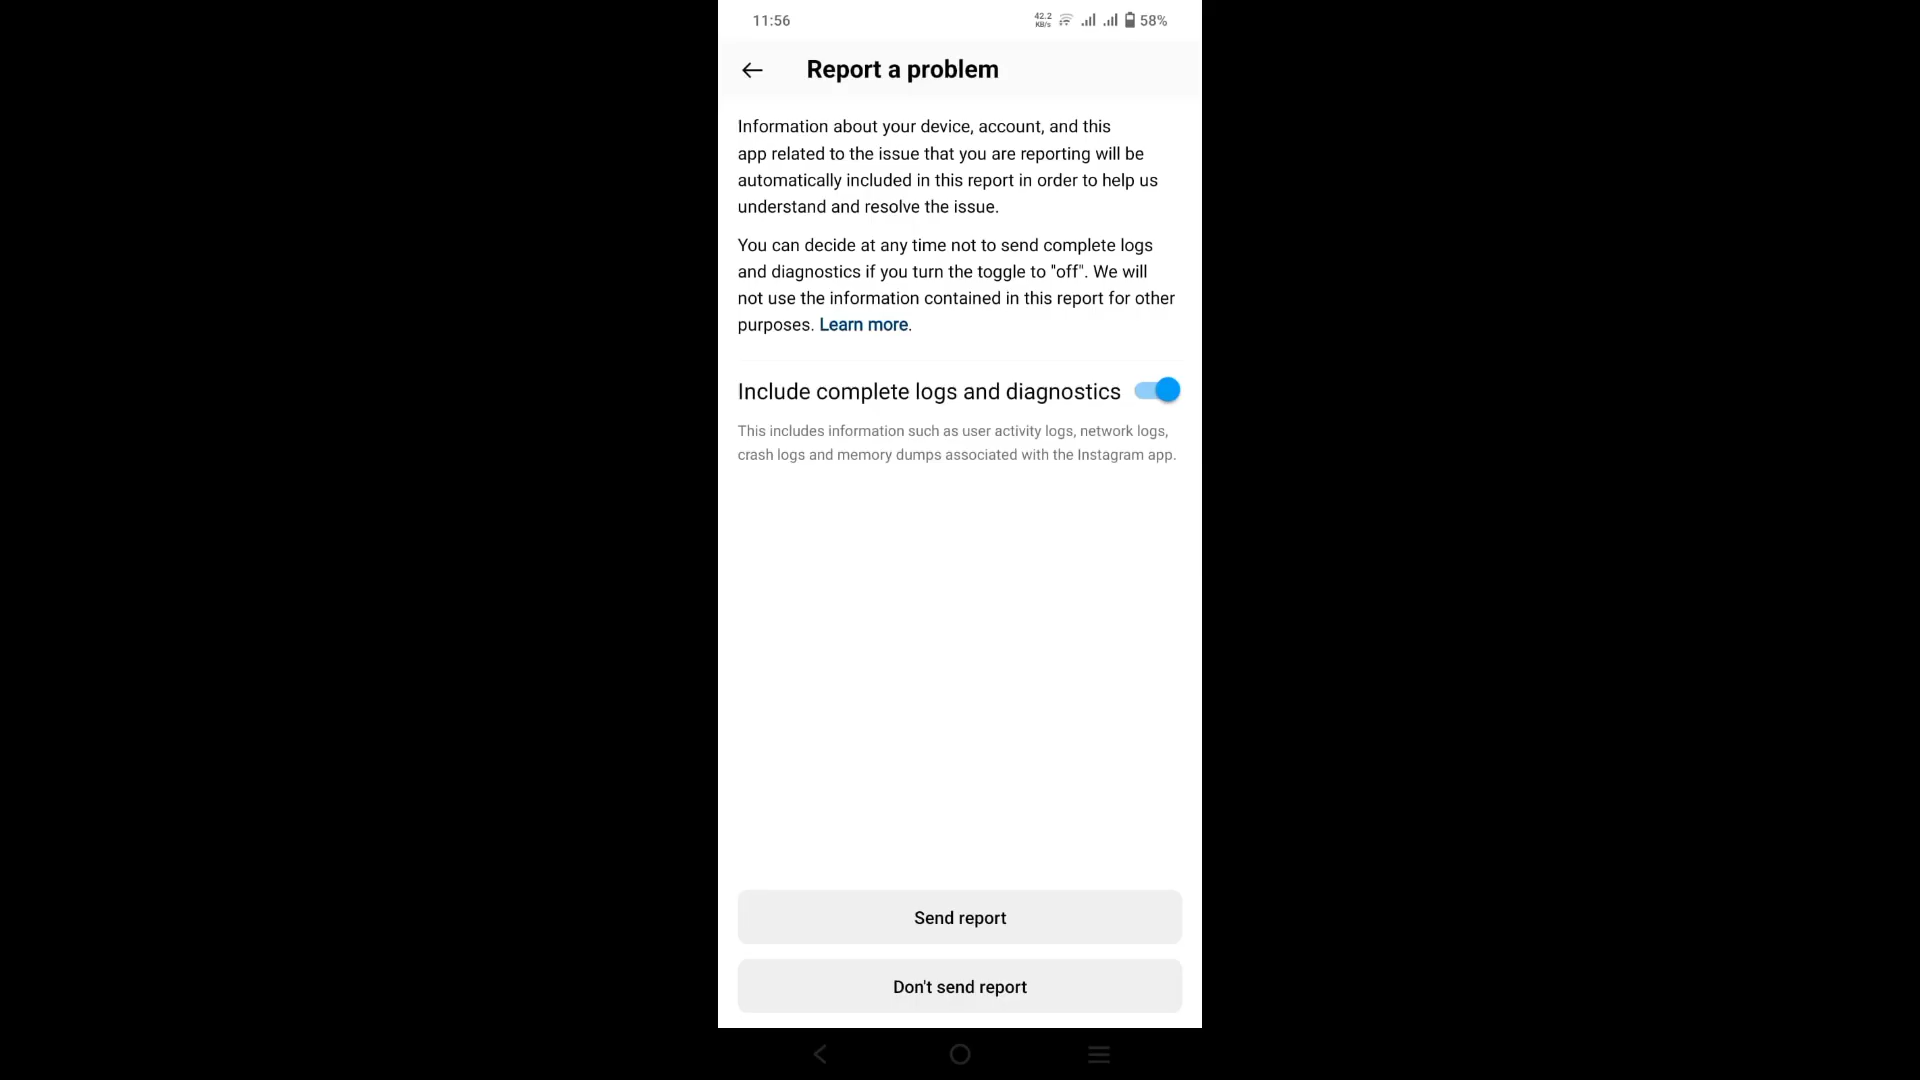 11:56
42.2 KB/s 58%
Report a problem
Information about your device, account, and this
app related to the issue that you are reporting will be
automatically included in this report in order to help us
understand and resolve the issue.
You can decide at any time not to send complete logs
and diagnostics if you turn the toggle to "off". We will
not use the information contained in this report for other
purposes. Learn more.
Include complete logs and diagnostics
This includes information such as user activity logs, network logs,
crash logs and memory dumps associated with the Instagram app.
Send report
Don't send report